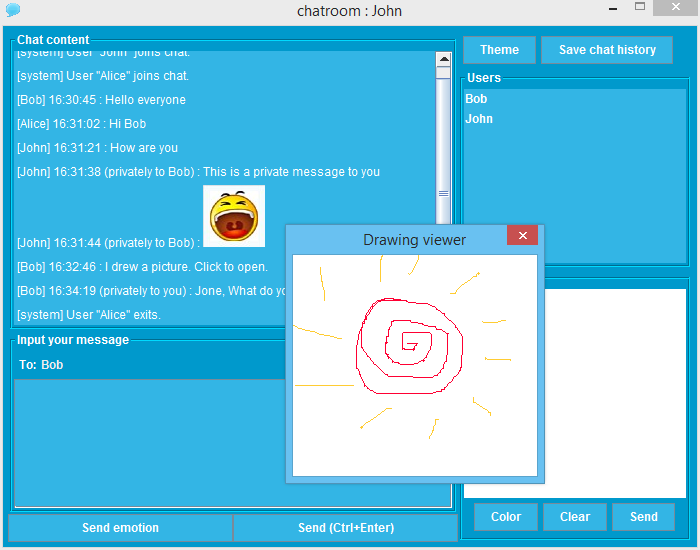 chatroom : John
Chat content
[system] User "John" joins chat.
[system] User "Alice" joins chat.
[Bob] 16:30:45 : Hello everyone
[Alice] 16:31:02 : Hi Bob
[John] 16:31:21 : How are you
[John] 16:31:38 (privately to Bob) : This is a private message to you
[John] 16:31:44 (privately to Bob) :
[Bob] 16:32:46 : I drew a picture. Click to open.
[Bob] 16:34:19 (privately to you) : Jone, What do yo
[system] User "Alice" exits.
Input your message
To: Bob
Send emotion
Send (Ctrl+Enter)
Theme
Save chat history
Users
Bob
John
Drawing viewer
Color
Clear
Send